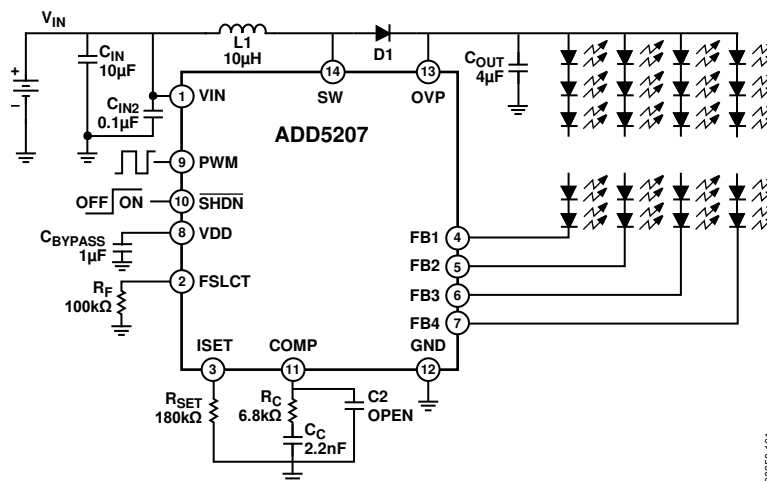 VIN
CIN
10µF
L1
10µH
D1
COUT
4µF
+
–
CIN2
0.1µF
1
VIN
14
SW
13
OVP
ADD5207
9
PWM
OFF
ON
10
SHDN
CBYPASS
1µF
8
VDD
RF
100kΩ
2
FSLCT
FB1
4
FB2
5
FB3
6
FB4
7
ISET
3
COMP
11
GND
12
RSET
180kΩ
RC
6.8kΩ
CC
2.2nF
C2
OPEN